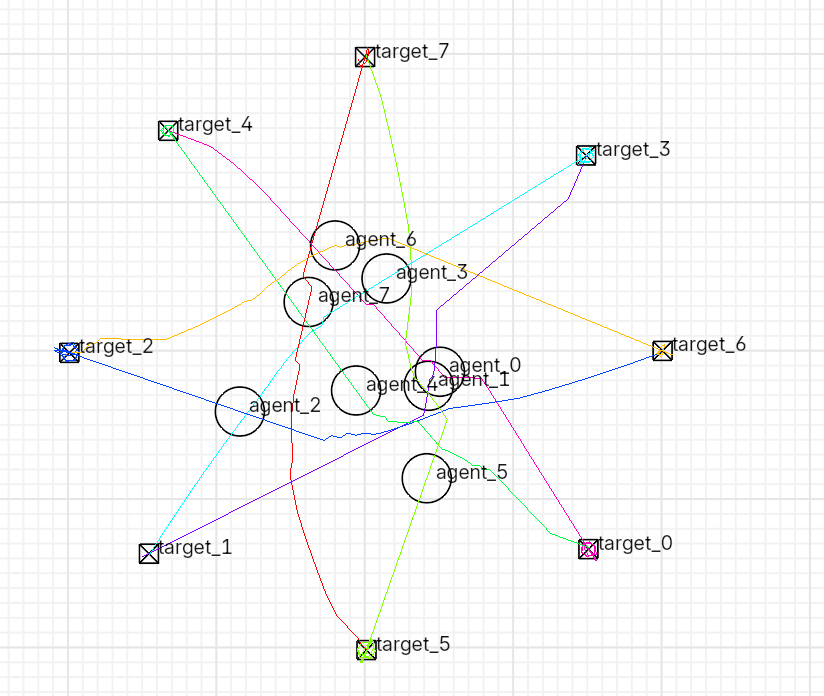 target_7
target_4
target_3
agent_6
agent_3
agent_7
target_2
target_6
agent_0
agent_4
agent_1
agent_2
agent_5
target_1
target_0
target_5